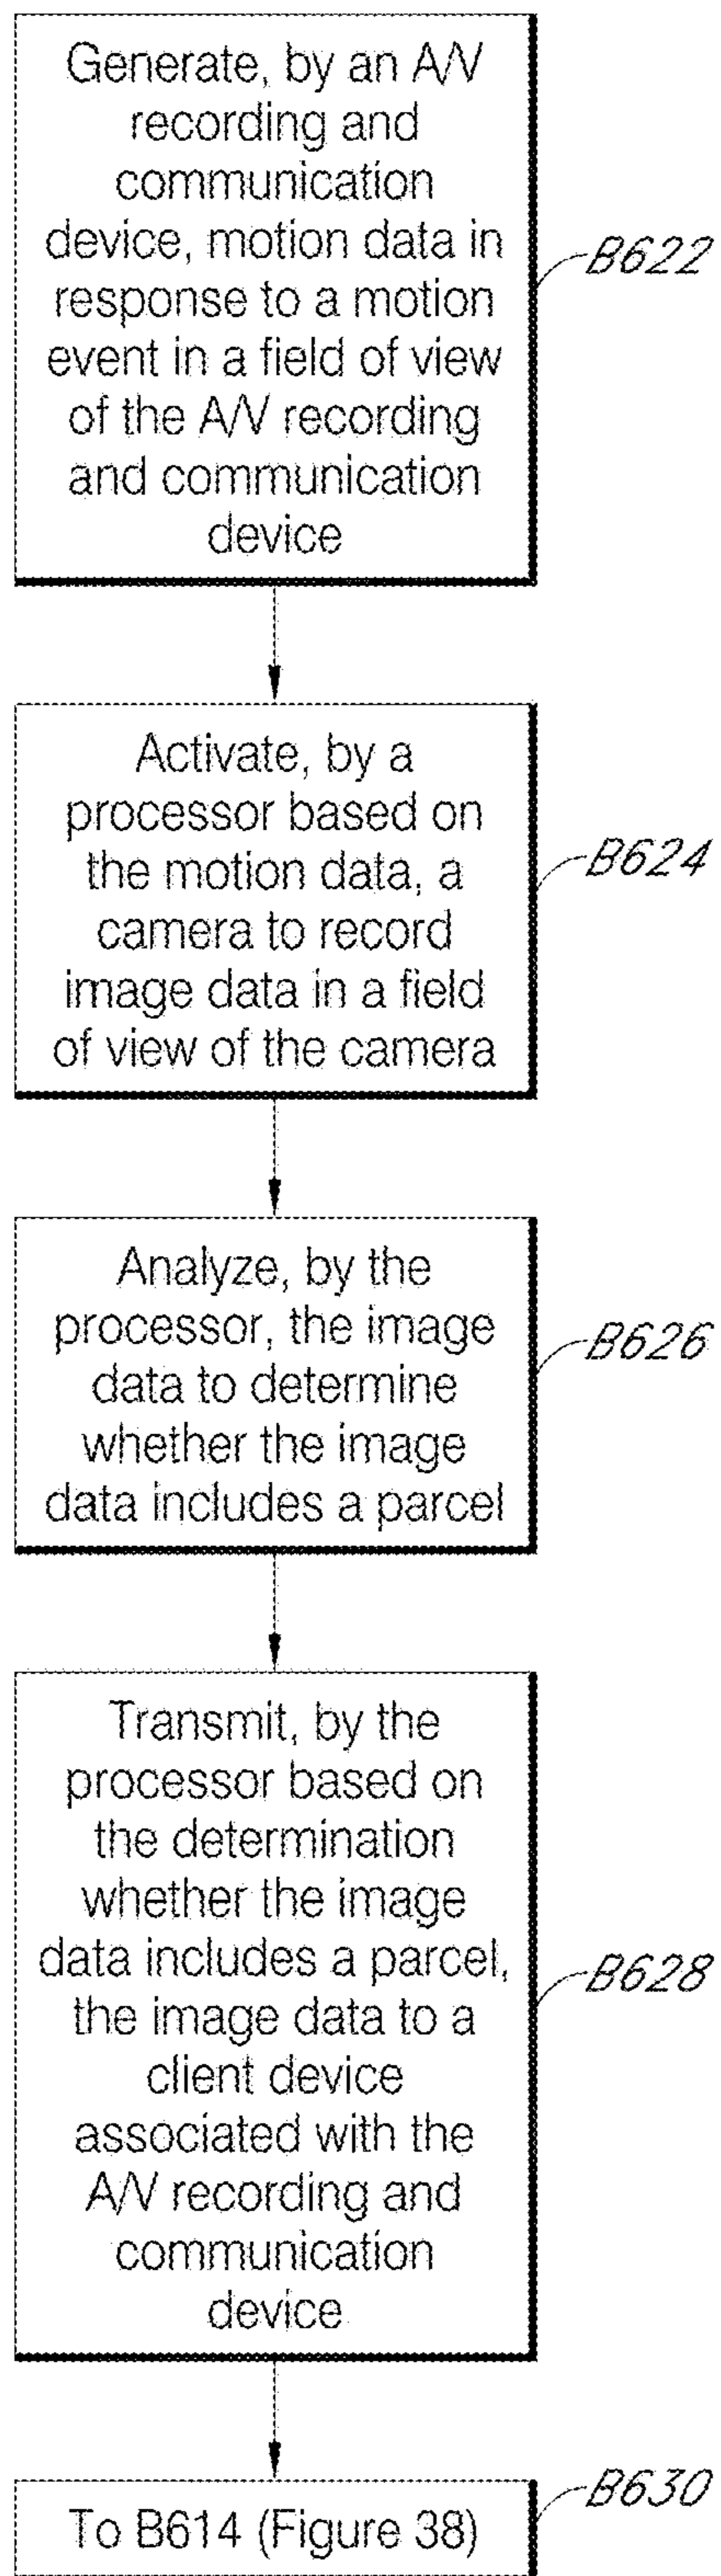 Generate, by an A/V
recording and
communication
device, motion data in
response to a motion
event in a field of view
of the A/V recording
and communication
device
B622
Activate, by a
processor based on
the motion data, a
camera to record
image data in a field
of view of the camera
B624
Analyze, by the
processor, the image
data to determine
whether the image
data includes a parcel
B626
Transmit, by the
processor based on
the determination
whether the image
data includes a parcel,
the image data to a
client device
associated with the
A/V recording and
communication
device
B628
To B614 (Figure 38)
B630